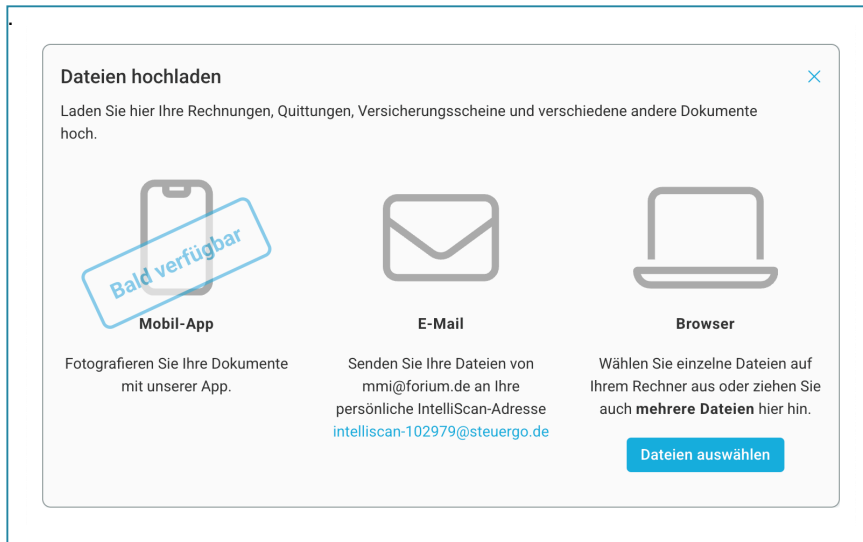 .
Dateien hochladen
Laden Sie hier Ihre Rechnungen, Quittungen, Versicherungsscheine und verschiedene andere Dokumente
hoch.
Bald verfügbar
Mobil-App
Fotografieren Sie Ihre Dokumente
mit unserer App.
E-Mail
Senden Sie Ihre Dateien von
mmi@forium.de an Ihre
persönliche IntelliScan-Adresse
intelliscan-102979@steuergo.de
Browser
Wählen Sie einzelne Dateien auf
Ihrem Rechner aus oder ziehen Sie
auch mehrere Dateien hier hin.
Dateien auswählen